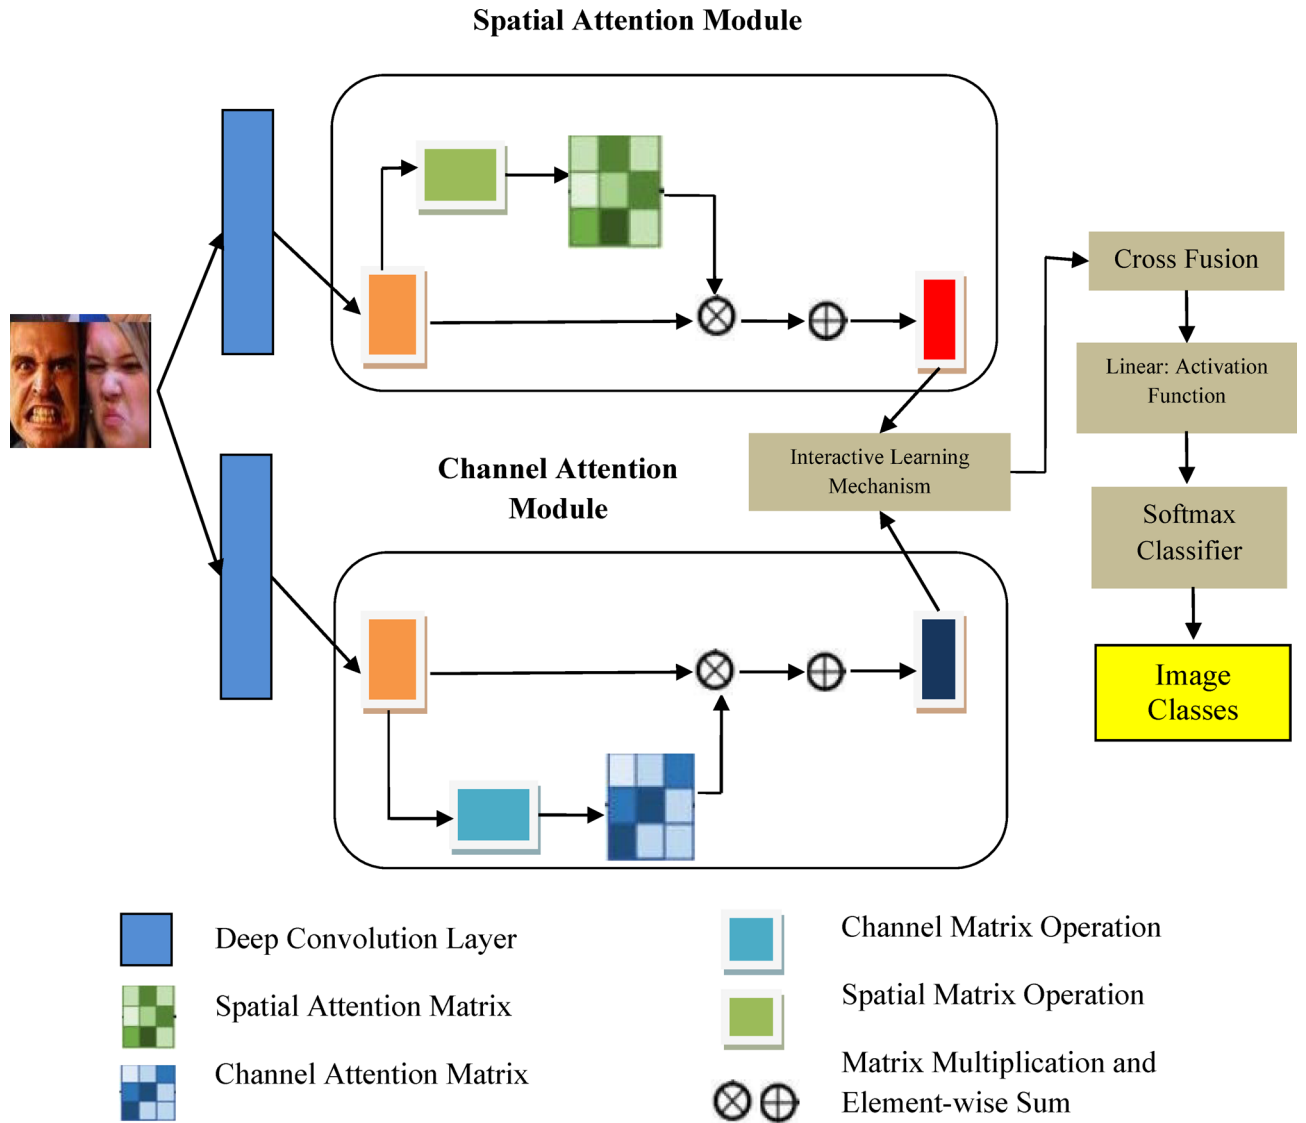 Spatial Attention Module
Cross Fusion
Linear: Activation
Function
Interactive Learning
Mechanism
Channel Attention
Module
Softmax
Classifier
Image
Classes
Deep Convolution Layer
Spatial Attention Matrix
Channel Attention Matrix
Channel Matrix Operation
Spatial Matrix Operation
Matrix Multiplication and
Element-wise Sum